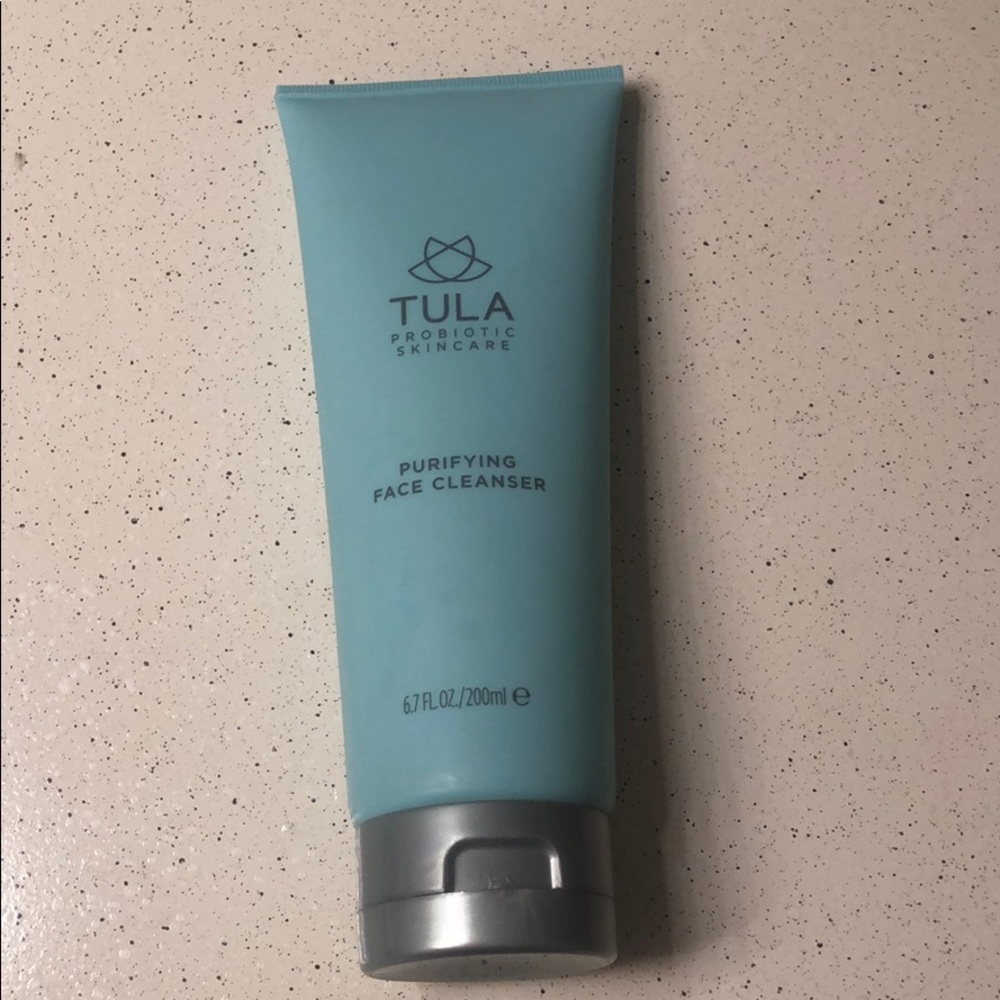 TULA
PROBIOTIC
SKINCARE
PURIFYING
FACE CLEANSER
6.7 FL.OZ./200ml ℮